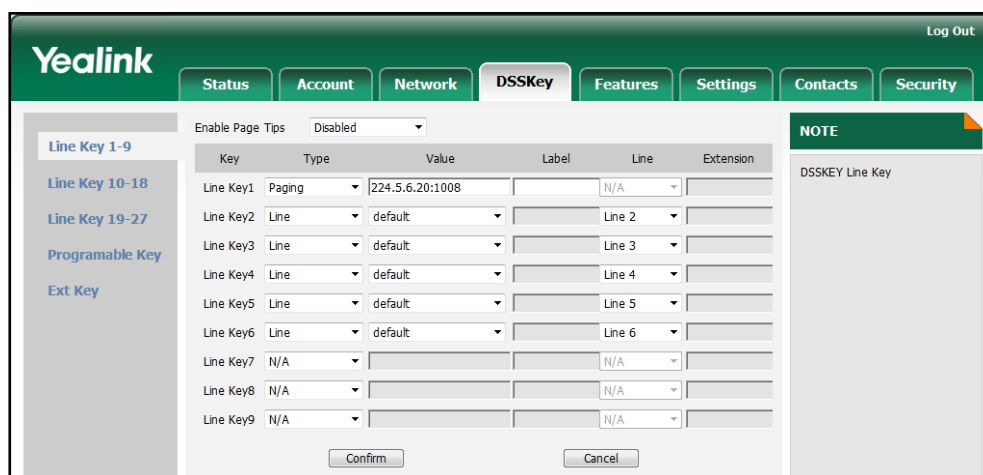 Log Out
Yealink
Status Account Network DSSKey Features Settings Contacts Security
Line Key 1-9
Line Key 10-18
Line Key 19-27
Programable Key
Ext Key
Enable Page Tips Disabled
Key Type Value Label Line Extension
Line Key1 Paging 224.5.6.20:1008 N/A
Line Key2 Line default Line 2
Line Key3 Line default Line 3
Line Key4 Line default Line 4
Line Key5 Line default Line 5
Line Key6 Line default Line 6
Line Key7 N/A N/A
Line Key8 N/A N/A
Line Key9 N/A N/A
Confirm Cancel
NOTE
DSSKEY Line Key